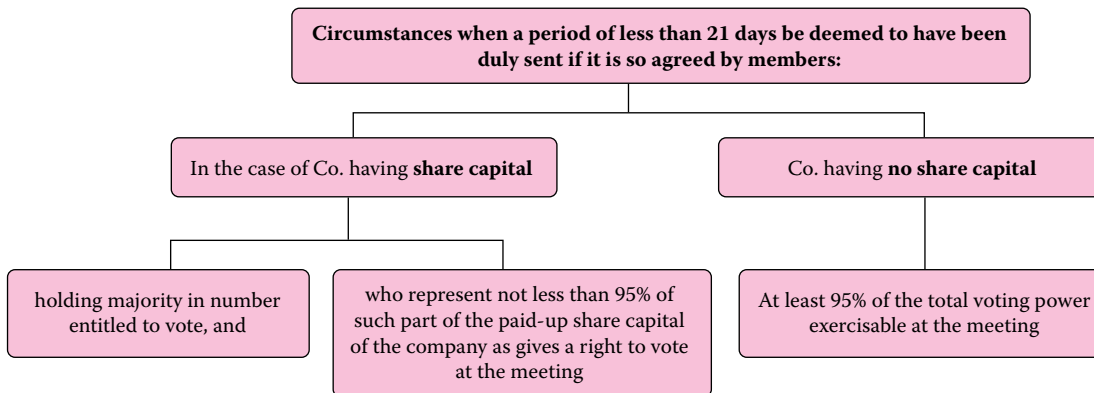 Circumstances when a period of less than 21 days be deemed to have been
duly sent if it is so agreed by members:
In the case of Co. having share capital
Co. having no share capital
holding majority in number
entitled to vote, and
who represent not less than 95% of
such part of the paid-up share capital
of the company as gives a right to vote
at the meeting
At least 95% of the total voting power
exercisable at the meeting